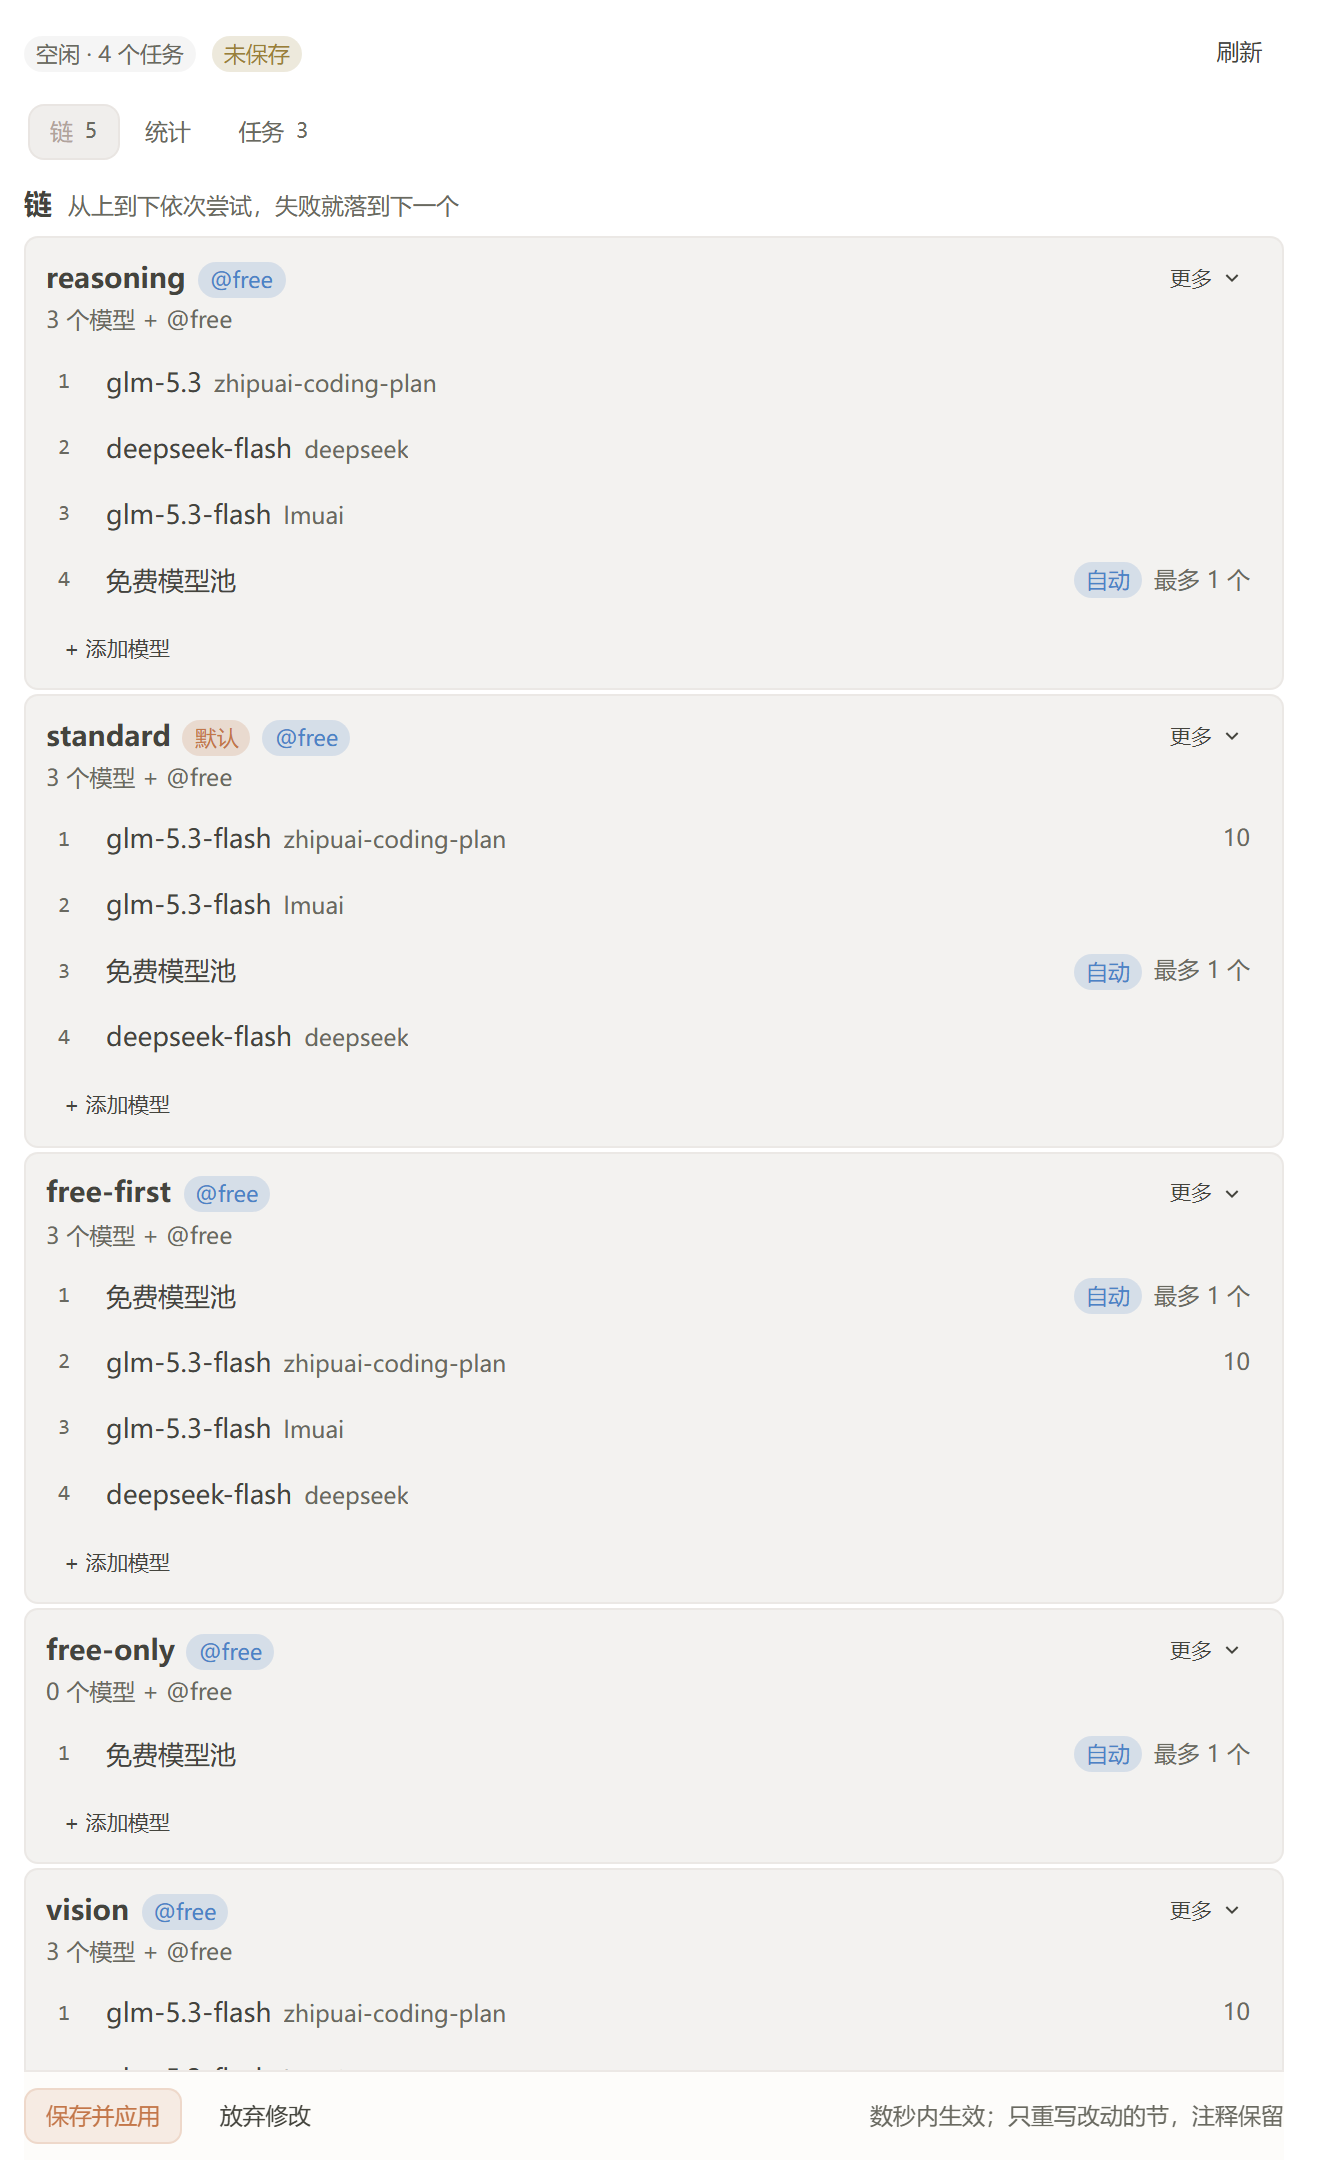 空闲 · 4 个任务 未保存 刷新
链 5 统计 任务 3
链 从上到下依次尝试，失败就落到下一个
reasoning @free 更多
3 个模型 + @free
1 glm-5.3 zhipuai-coding-plan
2 deepseek-flash deepseek
3 glm-5.3-flash lmuai
4 免费模型池 自动 最多 1 个
+ 添加模型
standard 默认 @free 更多
3 个模型 + @free
1 glm-5.3-flash zhipuai-coding-plan 10
2 glm-5.3-flash lmuai
3 免费模型池 自动 最多 1 个
4 deepseek-flash deepseek
+ 添加模型
free-first @free 更多
3 个模型 + @free
1 免费模型池 自动 最多 1 个
2 glm-5.3-flash zhipuai-coding-plan 10
3 glm-5.3-flash lmuai
4 deepseek-flash deepseek
+ 添加模型
free-only @free 更多
0 个模型 + @free
1 免费模型池 自动 最多 1 个
+ 添加模型
vision @free 更多
3 个模型 + @free
1 glm-5.3-flash zhipuai-coding-plan 10
保存并应用 放弃修改 数秒内生效；只重写改动的节，注释保留